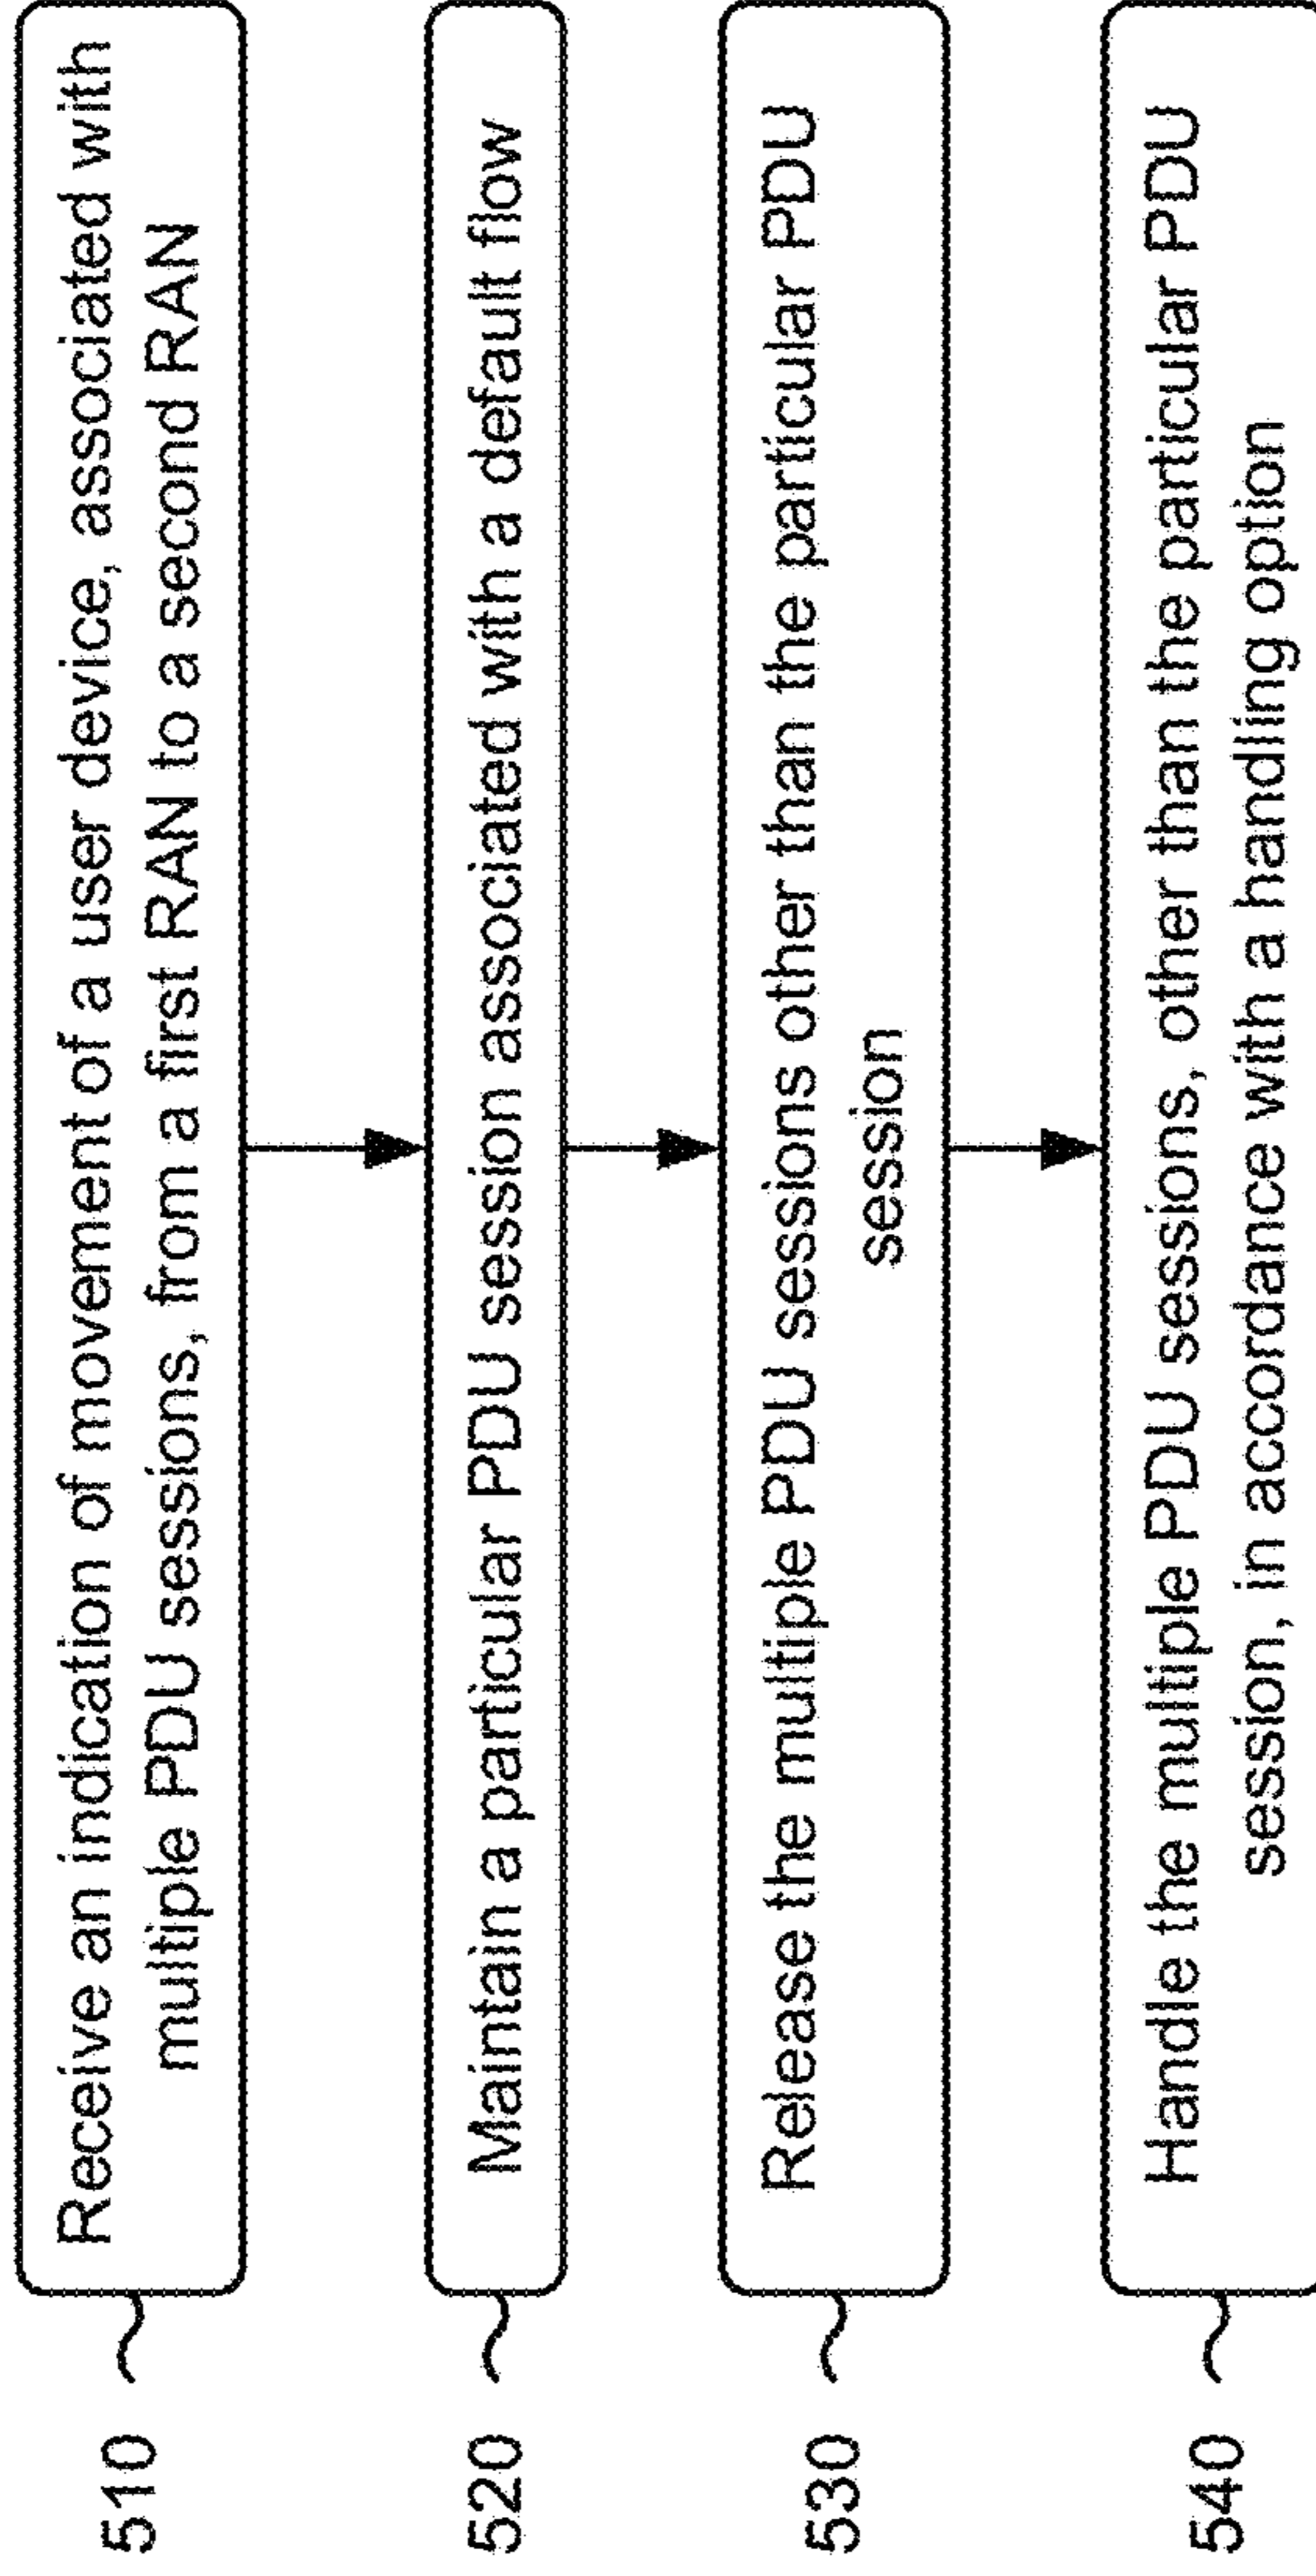 510
Receive an indication of movement of a user device, associated with
multiple PDU sessions, from a first RAN to a second RAN
520
Maintain a particular PDU session associated with a default flow
530
Release the multiple PDU sessions other than the particular PDU
session
540
Handle the multiple PDU sessions, other than the particular PDU
session, in accordance with a handling option